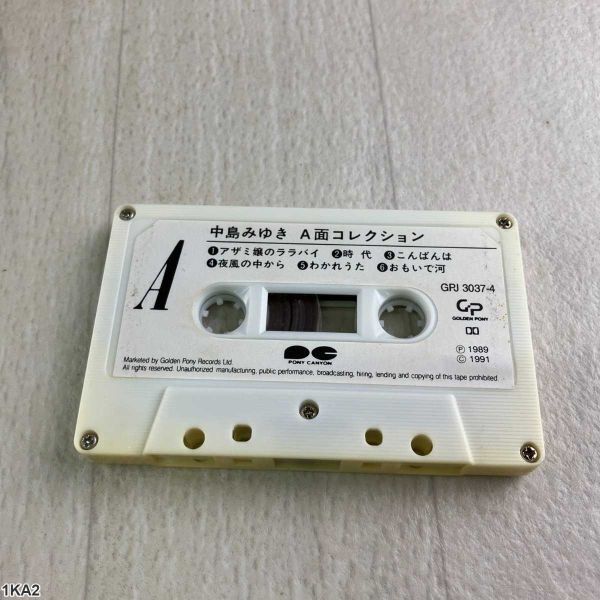 中島みゆき A面コレクション
❶アザミ嬢のララバイ ❷時代 ❸こんばんは
❹夜風の中から ❺わかれうた ❻おもいで河
A
GRJ 3037-4
GP
GOLDEN PONY
PC
PONY CANYON
Ⓟ 1989
Ⓒ 1991
Marketed by Golden Pony Records Ltd.
All rights reserved. Unauthorized manufacturing, public performance, broadcasting, hiring, lending and copying of this tape prohibited.
1KA2